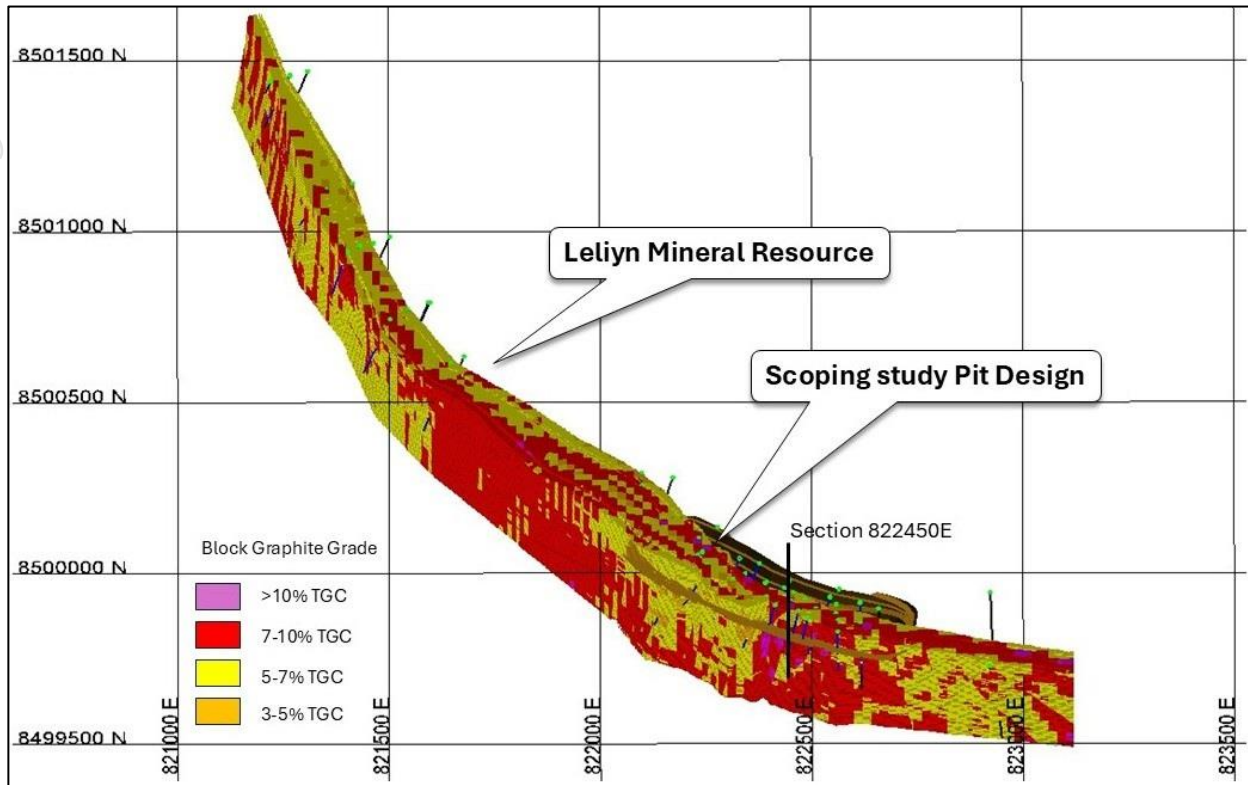 8501500 N
8501000 N
Leliyn Mineral Resource
Scoping study Pit Design
8500500 N
Section 822450E
Block Graphite Grade
8500000 N
>10% TGC
7-10% TGC
5-7% TGC
3-5% TGC
8499500 N
821000 E
821500 E
822000 E
822500 E
823000 E
823500 E